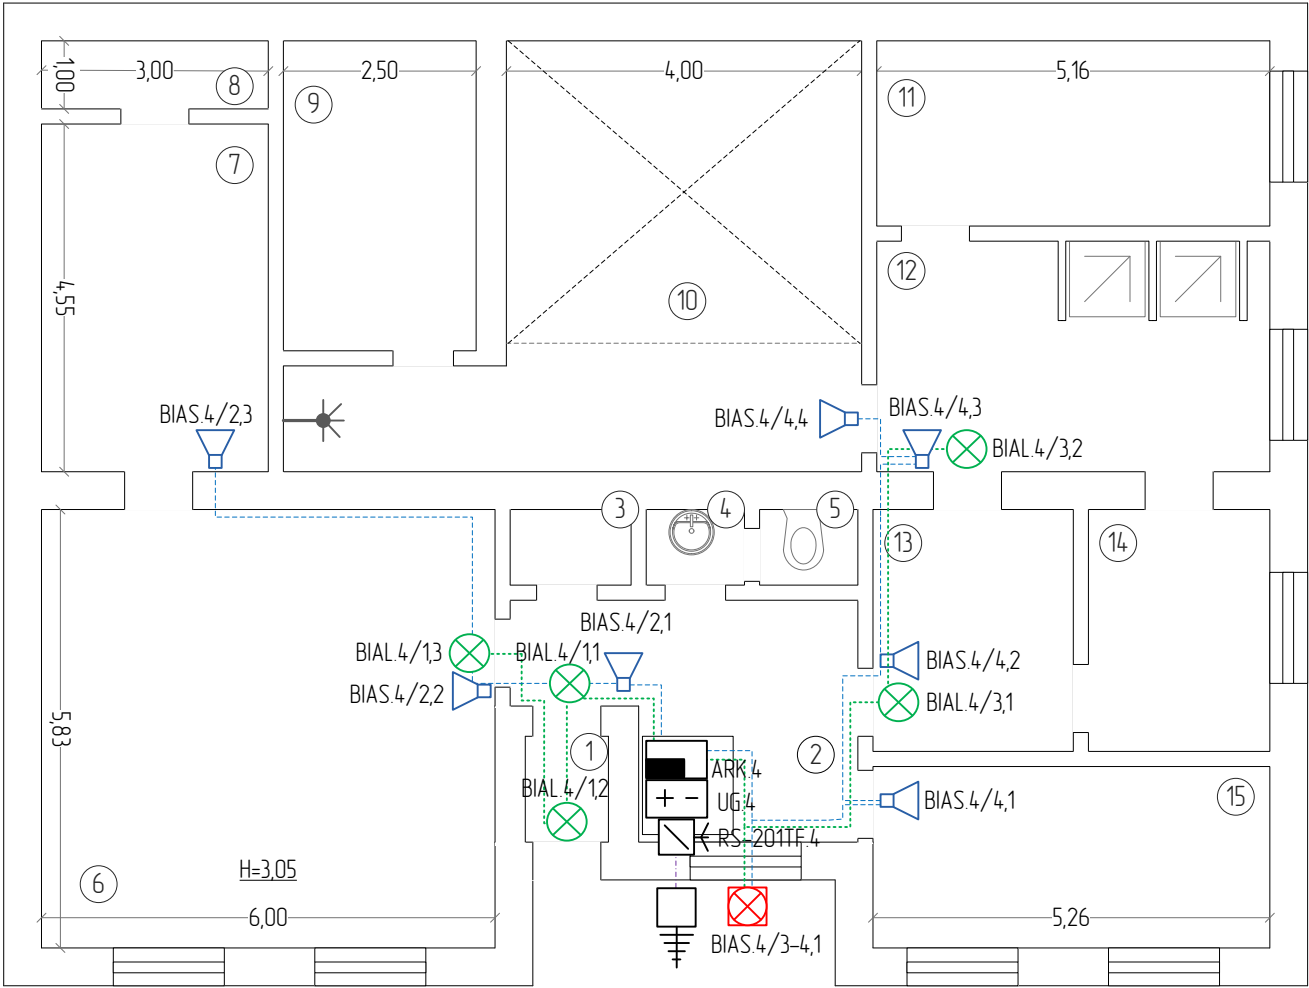 3,00
2,50
4,00
5,16
1,00
8
9
11
7
12
4,55
10
BIAS.4/2,3
BIAS.4/4,4
BIAS.4/4,3
BIAL.4/3,2
3
4
5
13
14
BIAS.4/2,1
BIAL.4/1,3
BIAL.4/1,1
BIAS.4/4,2
BIAS.4/2,2
BIAL.4/3,1
5,83
1
2
ARK.4
BIAL.4/1,2
+ -
UG.4
BIAS.4/4,1
15
RS-201TF.4
H=3,05
6
6,00
5,26
BIAS.4/3-4,1